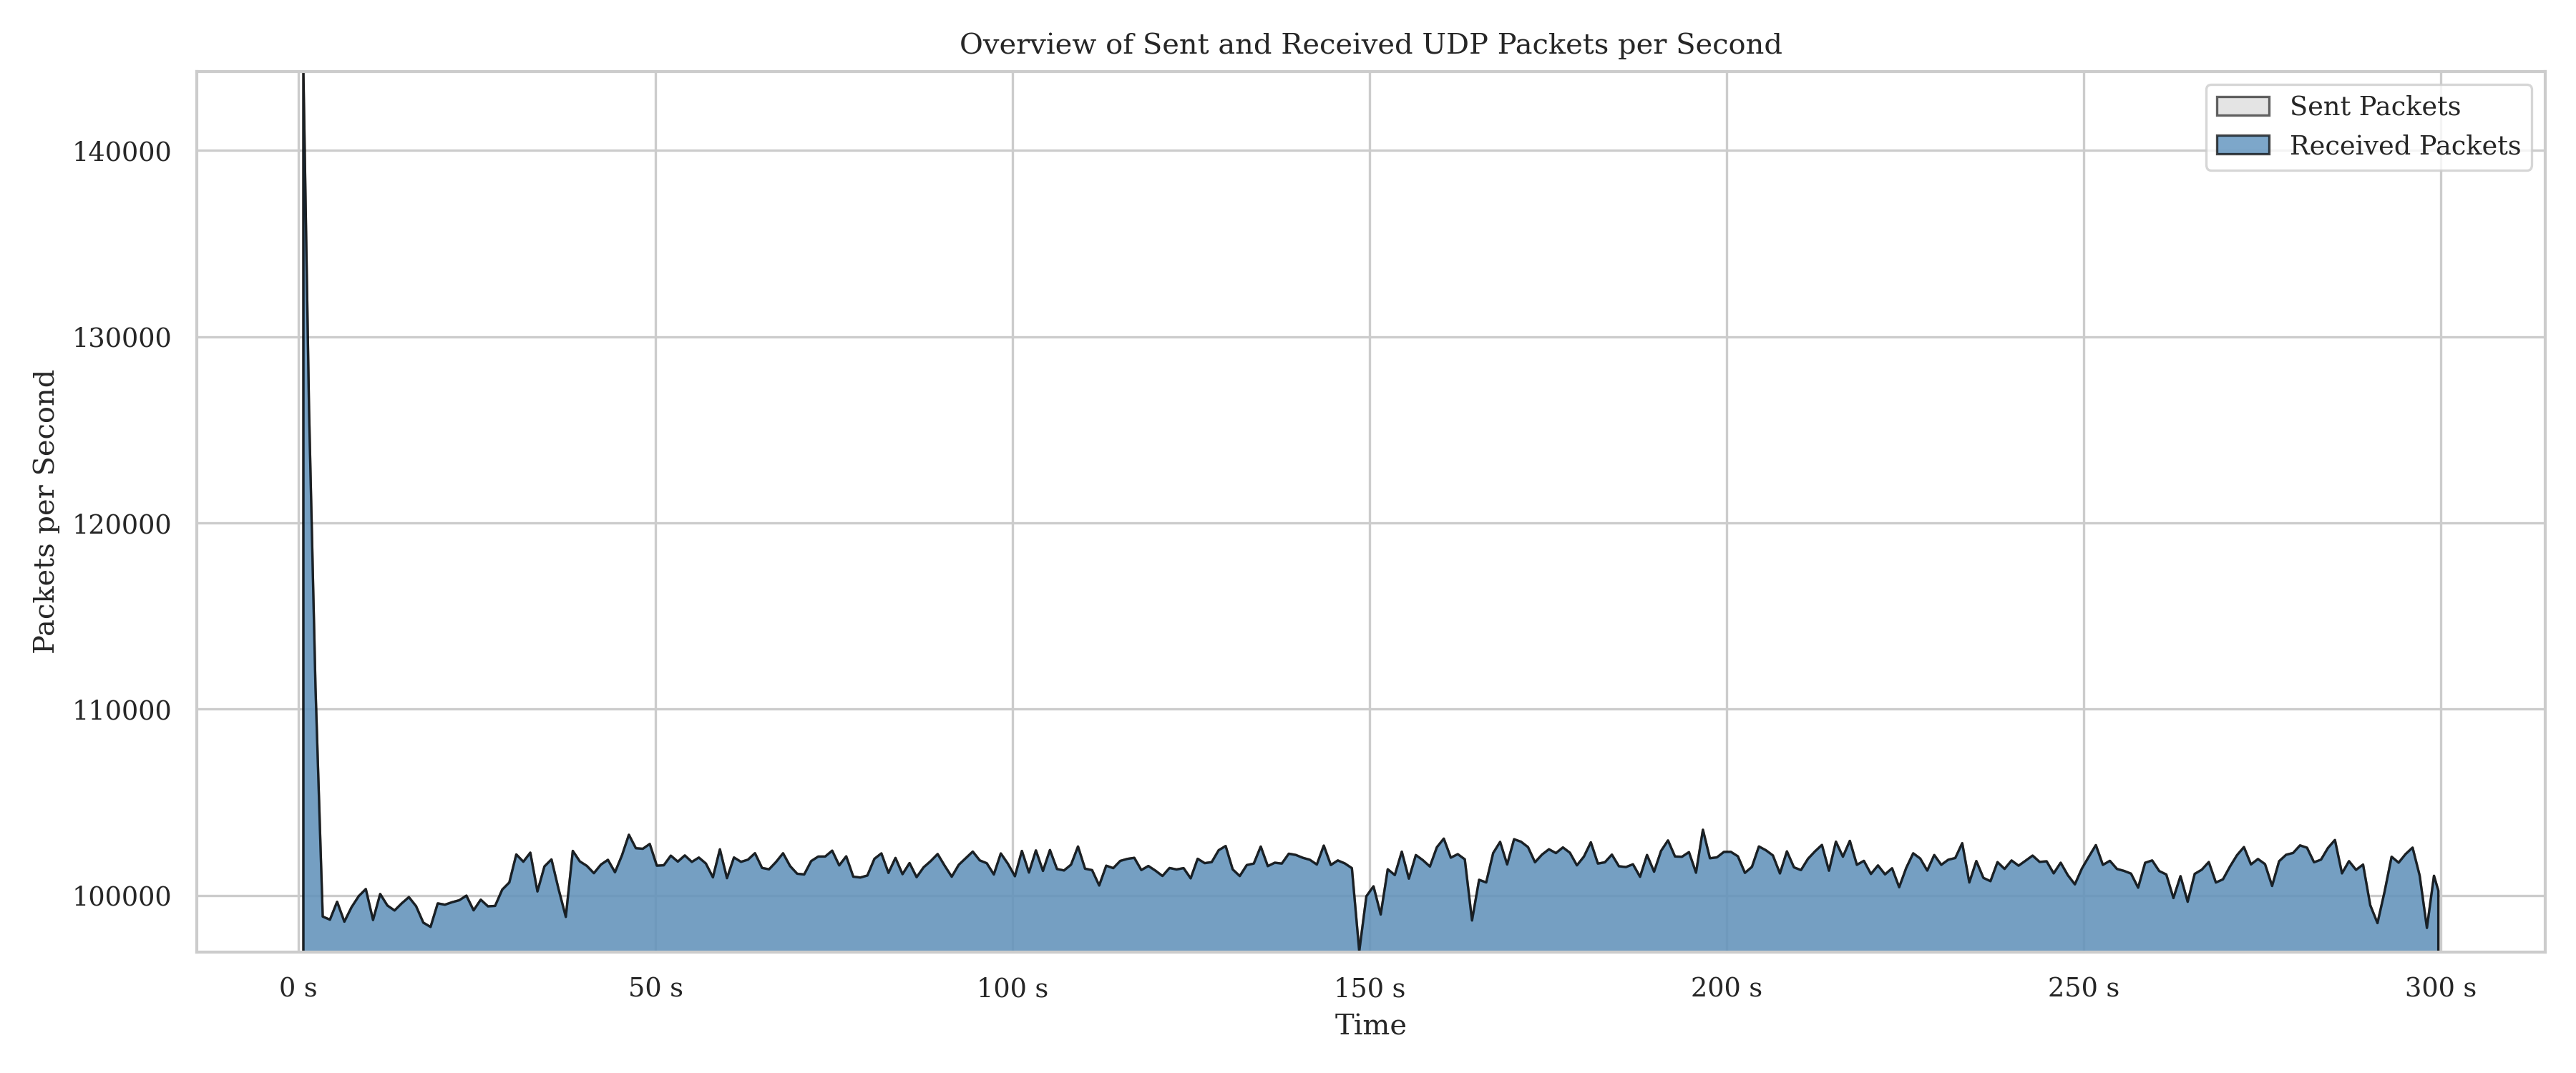 Overview of Sent and Received UDP Packets per Second
Sent Packets
Received Packets
Packets per Second
140000
130000
120000
110000
100000
0 s
50 s
100 s
150 s
200 s
250 s
300 s
Time